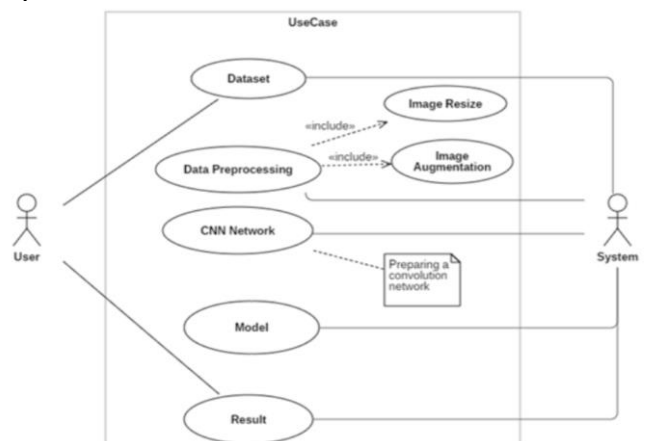 UseCase
Dataset
Image Resize
«include»
Image
Augmentation
«include»
Data Preprocessing
CNN Network
User
System
Preparing a
convolution
network
Model
Result